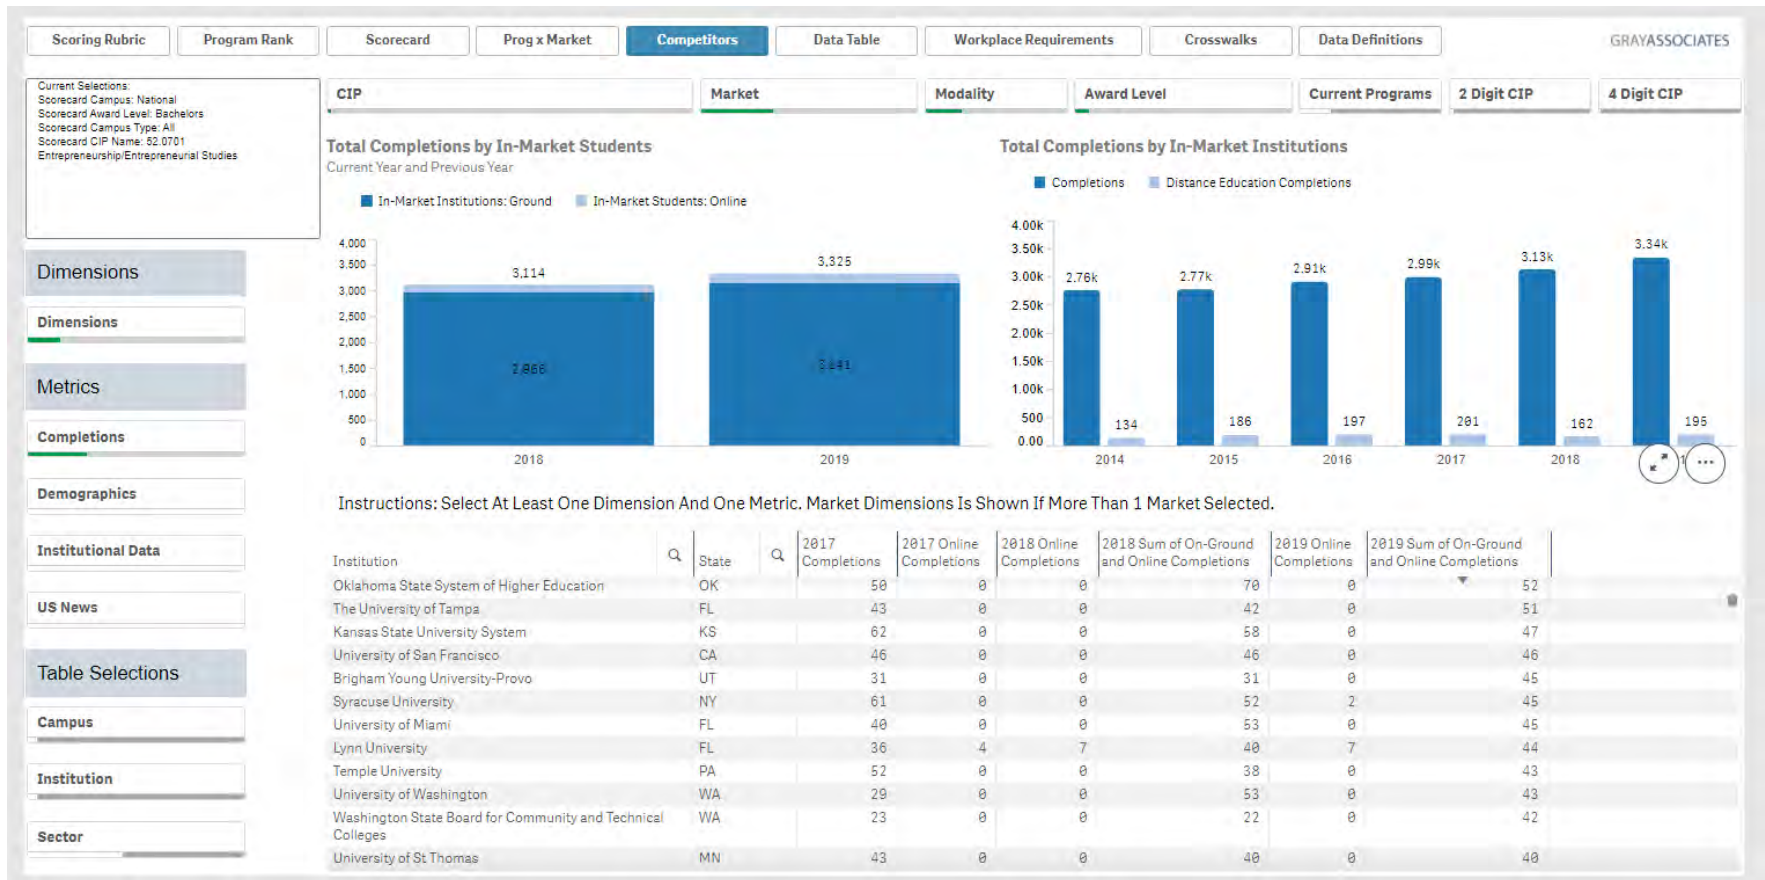 Scoring Rubric
Program Rank
Scorecard
Prog x Market
Competitors
Data Table
Workplace Requirements
Crosswalks
Data Definitions
GRAYASSOCIATES
Current Selections:
Scorecard Campus: National
Scorecard Award Level: Bachelors
Scorecard Campus Type: All
Scorecard CIP Name: 52.0701
Entrepreneurship/Entrepreneurial Studies
CIP
Market
Modality
Award Level
Current Programs
2 Digit CIP
4 Digit CIP
Dimensions
Dimensions
Metrics
Completions
Demographics
Institutional Data
US News
Table Selections
Campus
Institution
Sector
Total Completions by In-Market Students
Current Year and Previous Year
In-Market Institutions: Ground
In-Market Students: Online
4,000
3,500
3,000
2,500
2,000
1,500
1,000
500
0
3,114
3,325
2018
2019
Total Completions by In-Market Institutions
Completions
Distance Education Completions
4.00k
3.50k
3.00k
2.50k
2.00k
1.50k
1.00k
500
0.00
2.76k
134
2.77k
186
2.91k
197
2.99k
201
3.13k
162
3.34k
195
2014
2015
2016
2017
2018
Instructions: Select At Least One Dimension And One Metric. Market Dimensions Is Shown If More Than 1 Market Selected.
Institution State 2017 Completions 2017 Online Completions 2018 Online Completions 2018 Sum of On-Ground and Online Completions 2019 Online Completions 2019 Sum of On-Ground and Online Completions
Oklahoma State System of Higher Education OK 50 0 0 70 0 52
The University of Tampa FL 43 0 0 42 0 51
Kansas State University System KS 62 0 0 58 0 47
University of San Francisco CA 46 0 0 46 0 46
Brigham Young University-Provo UT 31 0 0 31 0 45
Syracuse University NY 61 0 0 52 2 45
University of Miami FL 40 0 0 53 0 45
Lynn University FL 36 4 7 40 7 44
Temple University PA 52 0 0 38 0 43
University of Washington WA 29 0 0 53 0 43
Washington State Board for Community and Technical Colleges WA 23 0 0 22 0 42
University of St Thomas MN 43 0 0 40 0 40